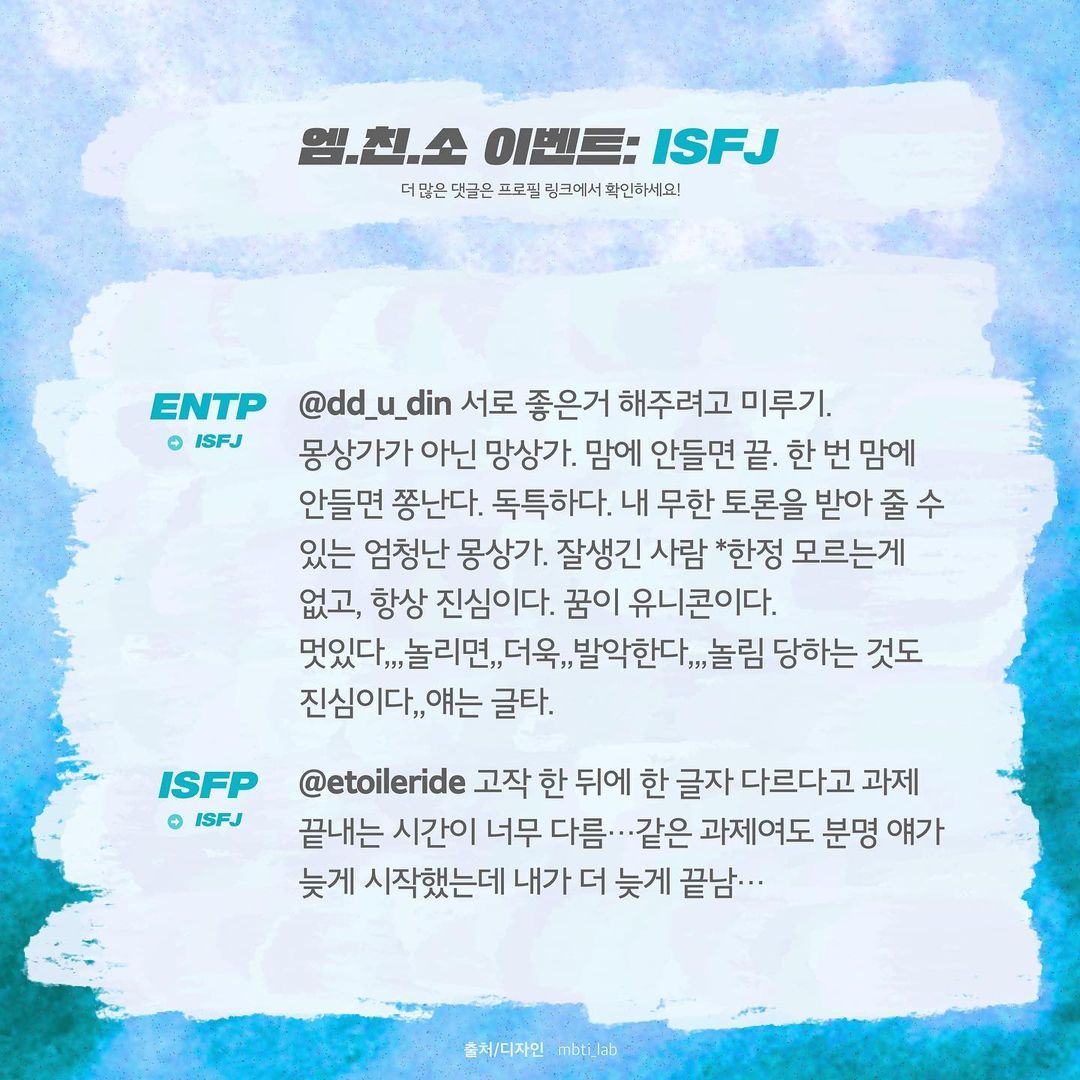 엠.친.소 이벤트: ISFJ
더 많은 댓글은 프로필 링크에서 확인하세요!
ENTP
ISFJ
@dd_u_din 서로 좋은거 해주려고 미루기.
몽상가가 아닌 망상가. 맘에 안들면 끝. 한 번 맘에
안들면 쫑난다. 독특하다. 내 무한 토론을 받아 줄 수
있는 엄청난 몽상가. 잘생긴 사람 *한정 모르는게
없고, 항상 진심이다. 꿈이 유니콘이다.
멋있다,,,놀리면,,더욱,,발악한다,,,놀림 당하는 것도
진심이다,,얘는 글타.
ISFP
ISFJ
@etoileride 고작 한 뒤에 한 글자 다르다고 과제
끝내는 시간이 너무 다름…같은 과제여도 분명 얘가
늦게 시작했는데 내가 더 늦게 끝남…
출처/디자인 mbti_lab